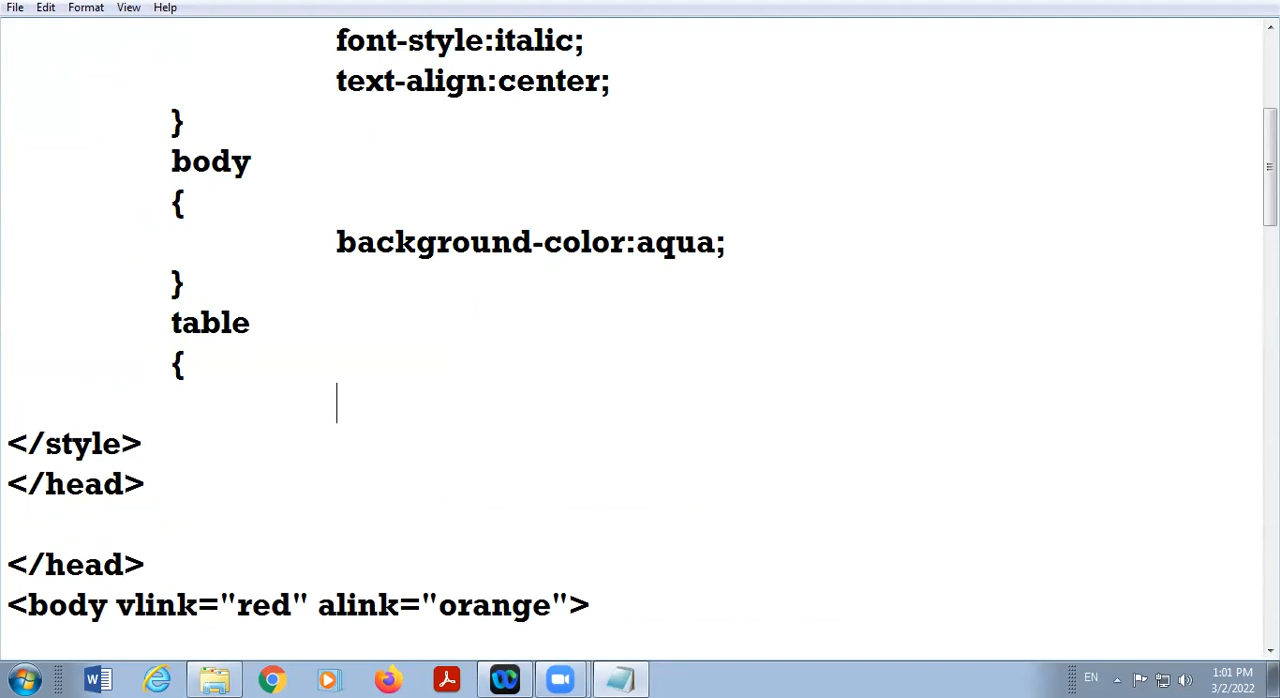 File Edit Format View Help
font-style:italic;
text-align:center;
}
body
{
background-color:aqua;
}
table
{
</style>
</head>
</head>
<body vlink="red" alink="orange">
EN
1:01 PM
3/2/2022